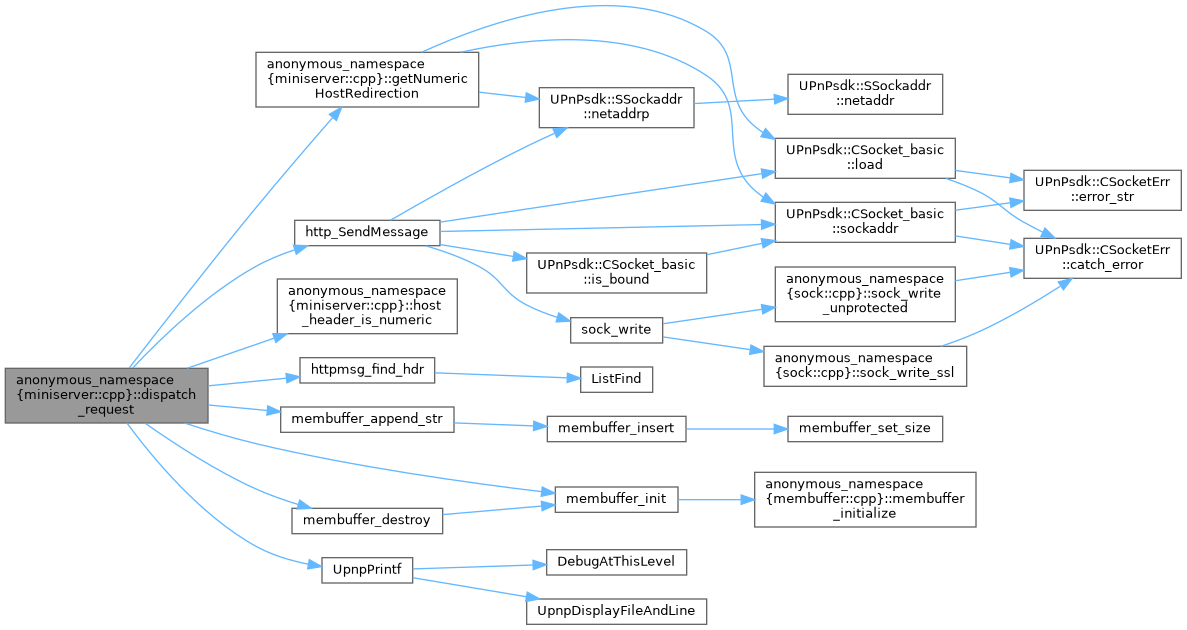 anonymous_namespace
{miniserver::cpp}::dispatch
_request
anonymous_namespace
{miniserver::cpp}::getNumeric
HostRedirection
http_SendMessage
anonymous_namespace
{miniserver::cpp}::host
_header_is_numeric
httpmsg_find_hdr
membuffer_append_str
membuffer_destroy
UpnpPrintf
UPnPsdk::SSockaddr
::netaddrp
UPnPsdk::CSocket_basic
::is_bound
sock_write
ListFind
membuffer_insert
membuffer_init
DebugAtThisLevel
UpnpDisplayFileAndLine
UPnPsdk::SSockaddr
::netaddr
UPnPsdk::CSocket_basic
::load
UPnPsdk::CSocket_basic
::sockaddr
anonymous_namespace
{sock::cpp}::sock_write
_unprotected
anonymous_namespace
{sock::cpp}::sock_write_ssl
membuffer_set_size
anonymous_namespace
{membuffer::cpp}::membuffer
_initialize
UPnPsdk::CSocketErr
::error_str
UPnPsdk::CSocketErr
::catch_error